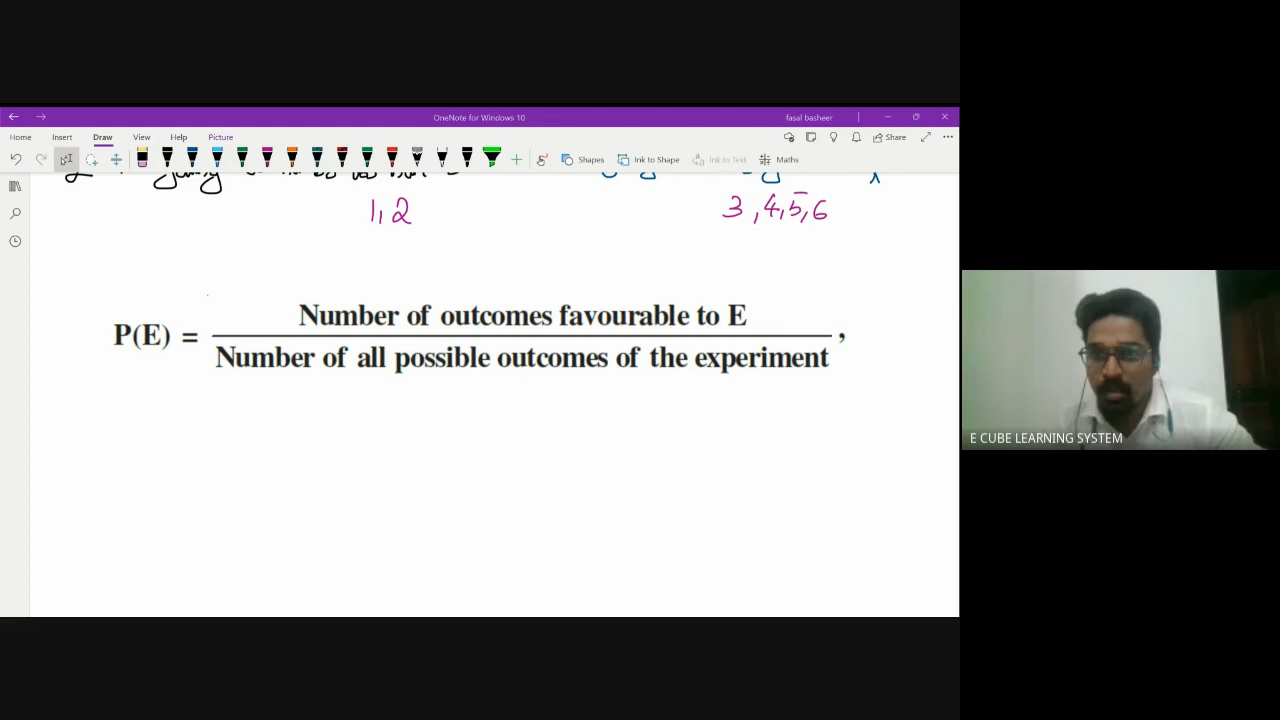 OneNote for Windows 10
fasal basheer
Home Insert Draw View Help Picture
Share
Shapes Ink to Shape Ink to Text Maths
1, 2
3, 4, 5, 6
P(E) = Number of outcomes favourable to E
Number of all possible outcomes of the experiment ,
E CUBE LEARNING SYSTEM